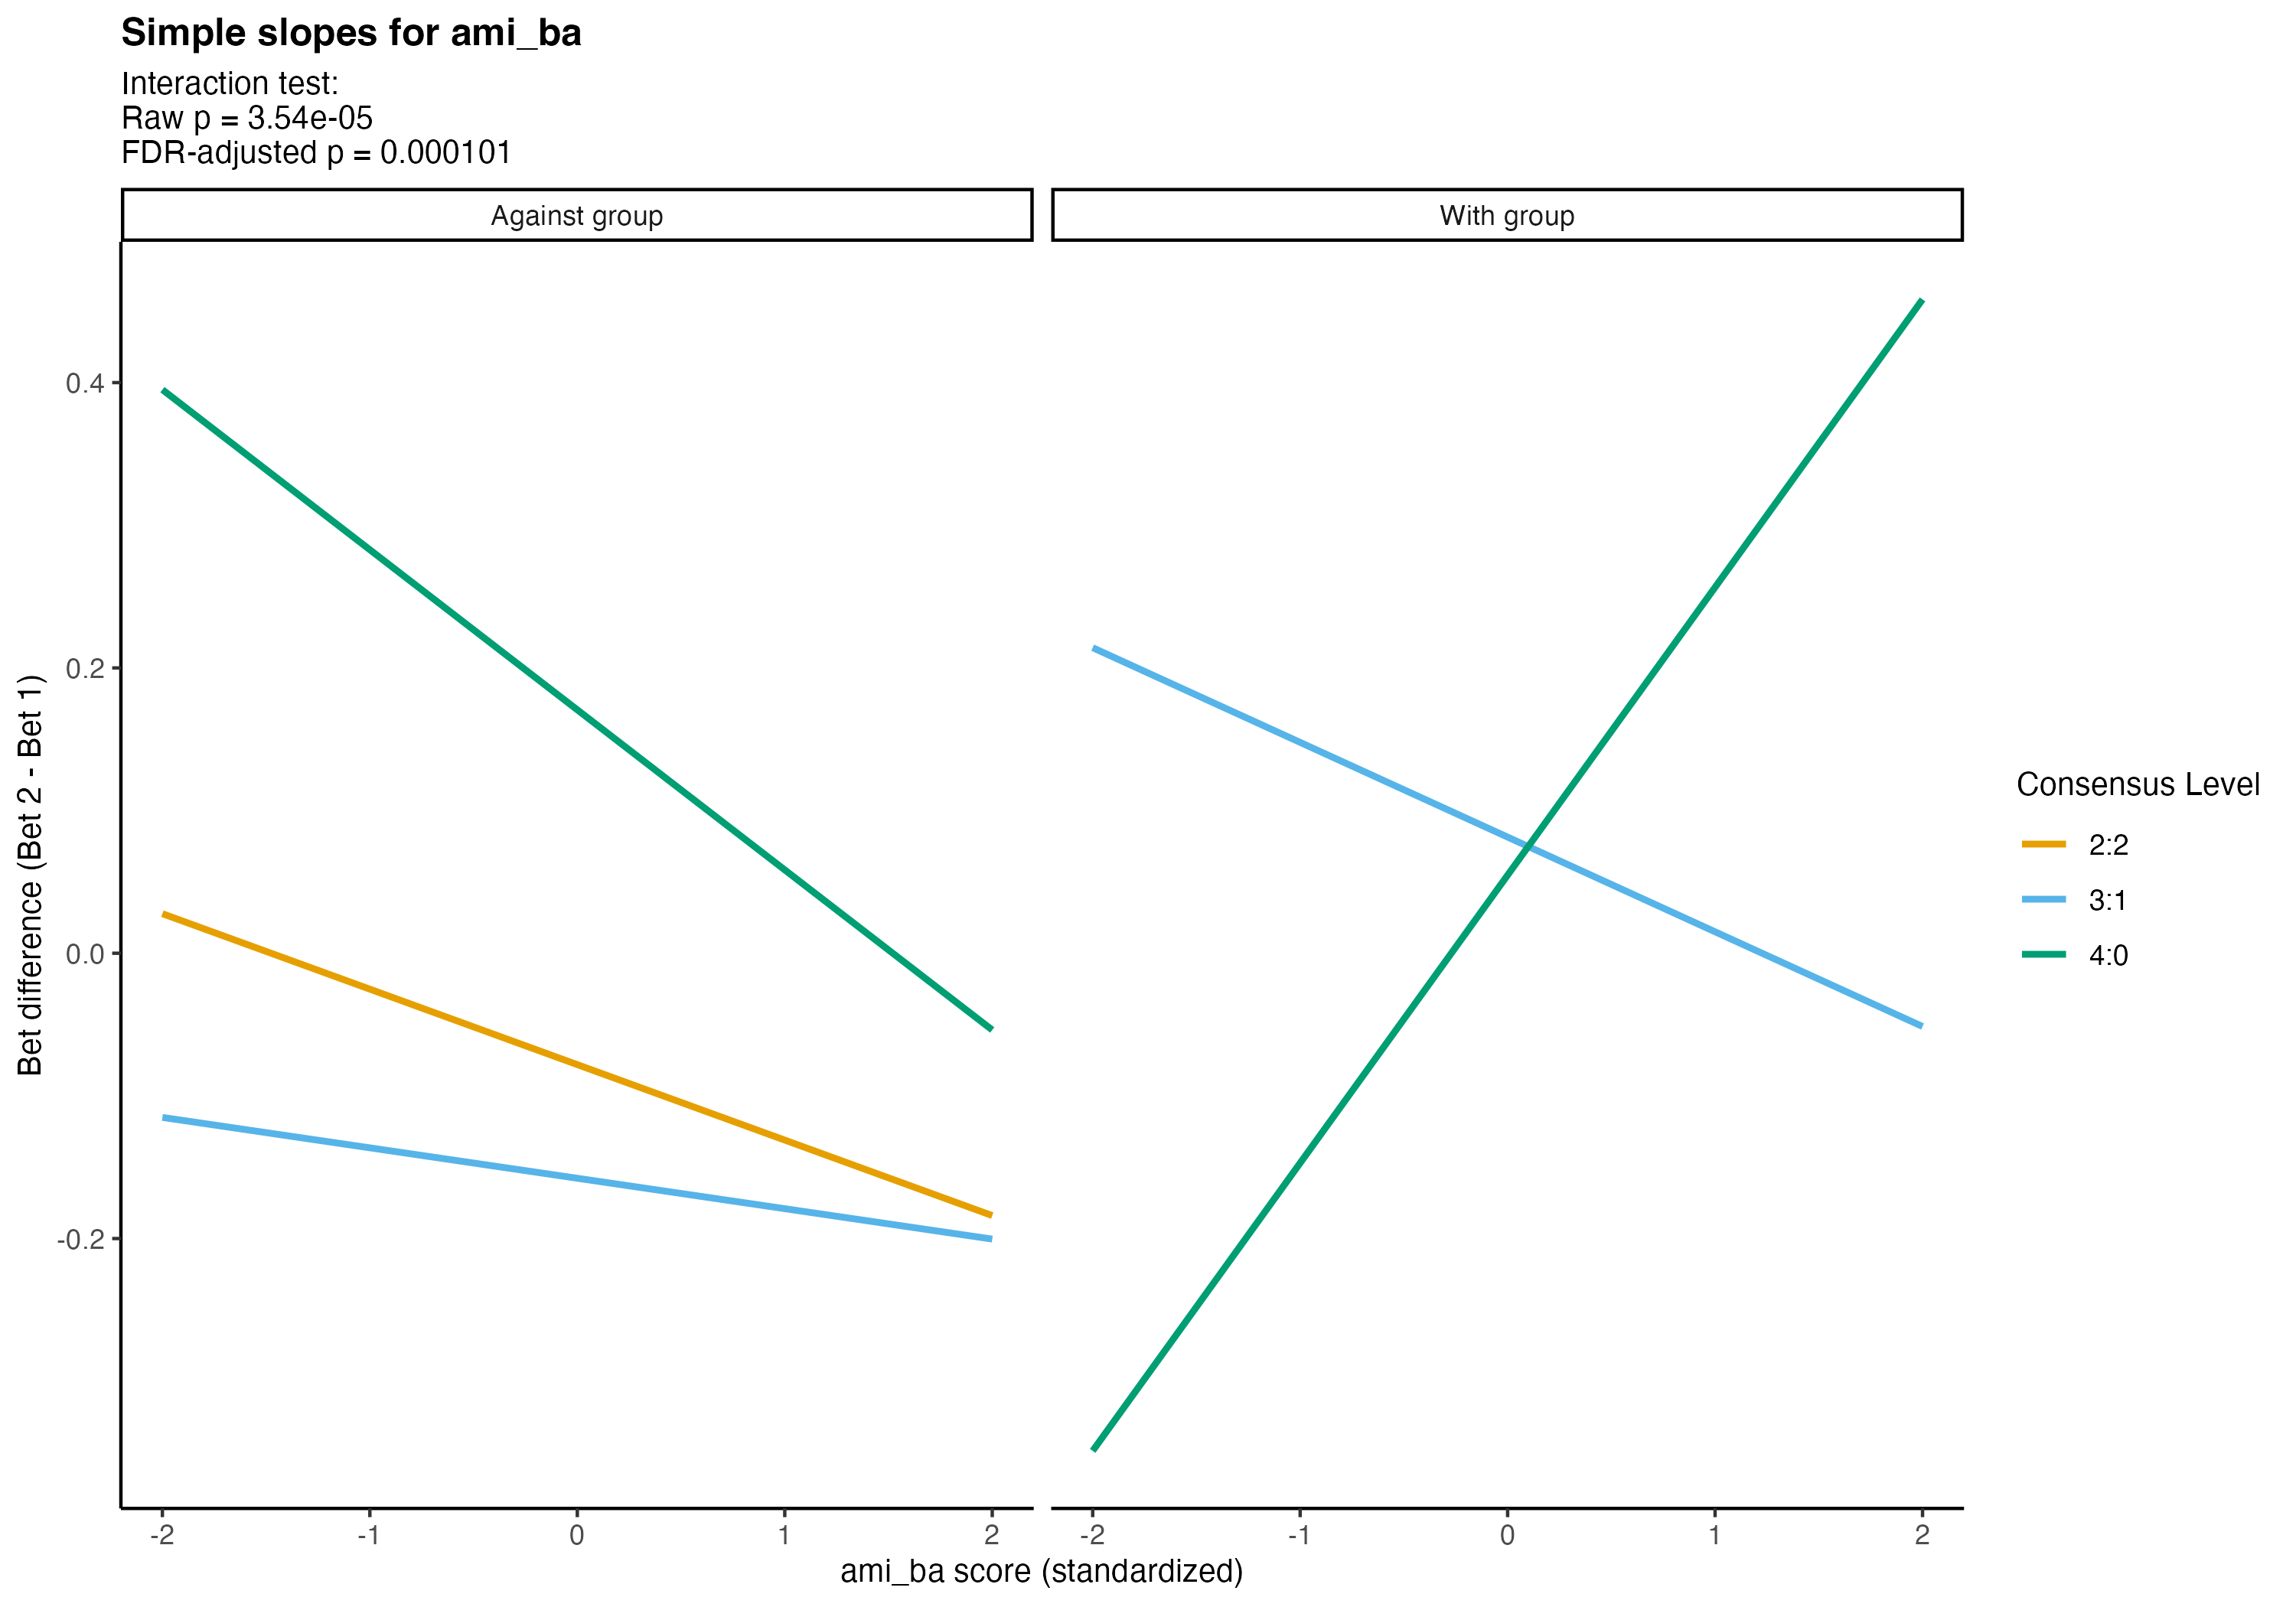 Simple slopes for ami_ba
Interaction test:
Raw p = 3.54e-05
FDR-adjusted p = 0.000101
Against group
With group
0.4
0.2
0.0
-0.2
Bet difference (Bet 2 - Bet 1)
-2 -1 0 1 2
-2 -1 0 1 2
ami_ba score (standardized)
Consensus Level
2:2
3:1
4:0